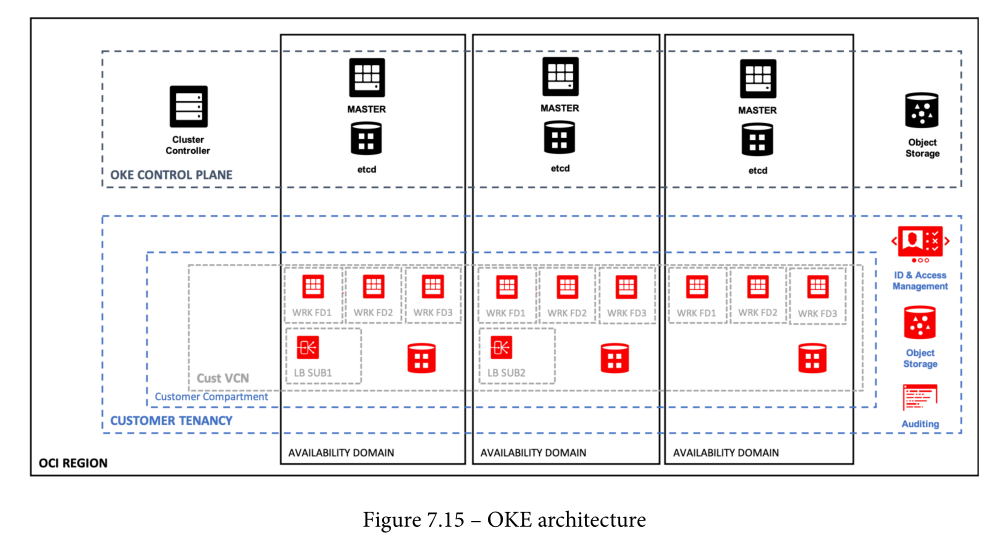 MASTER
MASTER
MASTER
Cluster
Controller
Object
Storage
etcd
etcd
etcd
OKE CONTROL PLANE
ID & Access
Management
WRK FD1
WRK FD2
WRK FD3
WRK FD1
WRK FD2
WRK FD3
WRK FD1
WRK FD2
WRK FD3
Object
Storage
LB SUB1
LB SUB2
Cust VCN
Customer Compartment
CUSTOMER TENANCY
Auditing
AVAILABILITY DOMAIN
AVAILABILITY DOMAIN
AVAILABILITY DOMAIN
OCI REGION
Figure 7.15 – OKE architecture